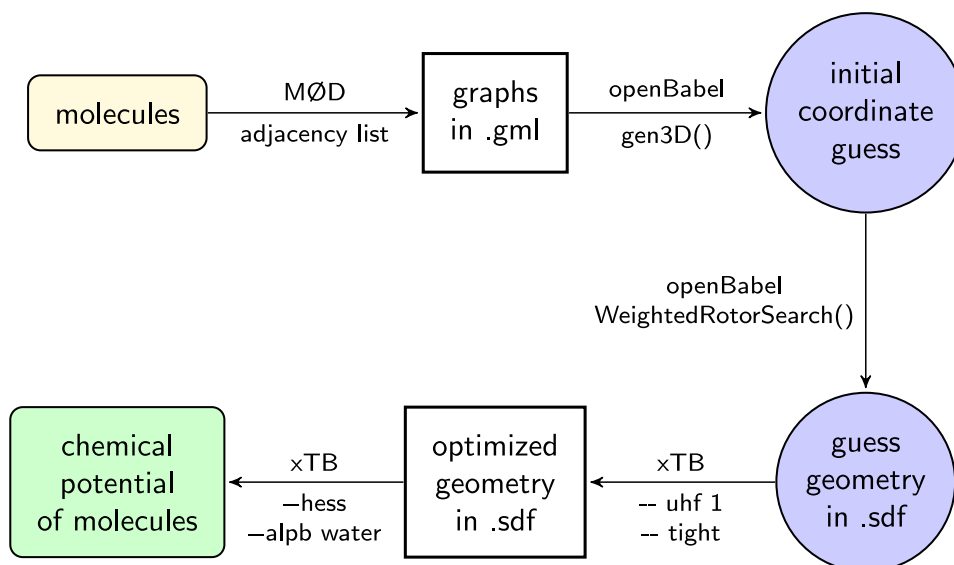 molecules
MØD
adjacency list
graphs
in .gml
openBabel
gen3D()
initial
coordinate
guess
openBabel
WeightedRotorSearch()
guess
geometry
in .sdf
xTB
-- uhf 1
-- tight
optimized
geometry
in .sdf
xTB
–hess
–alpb water
chemical
potential
of molecules